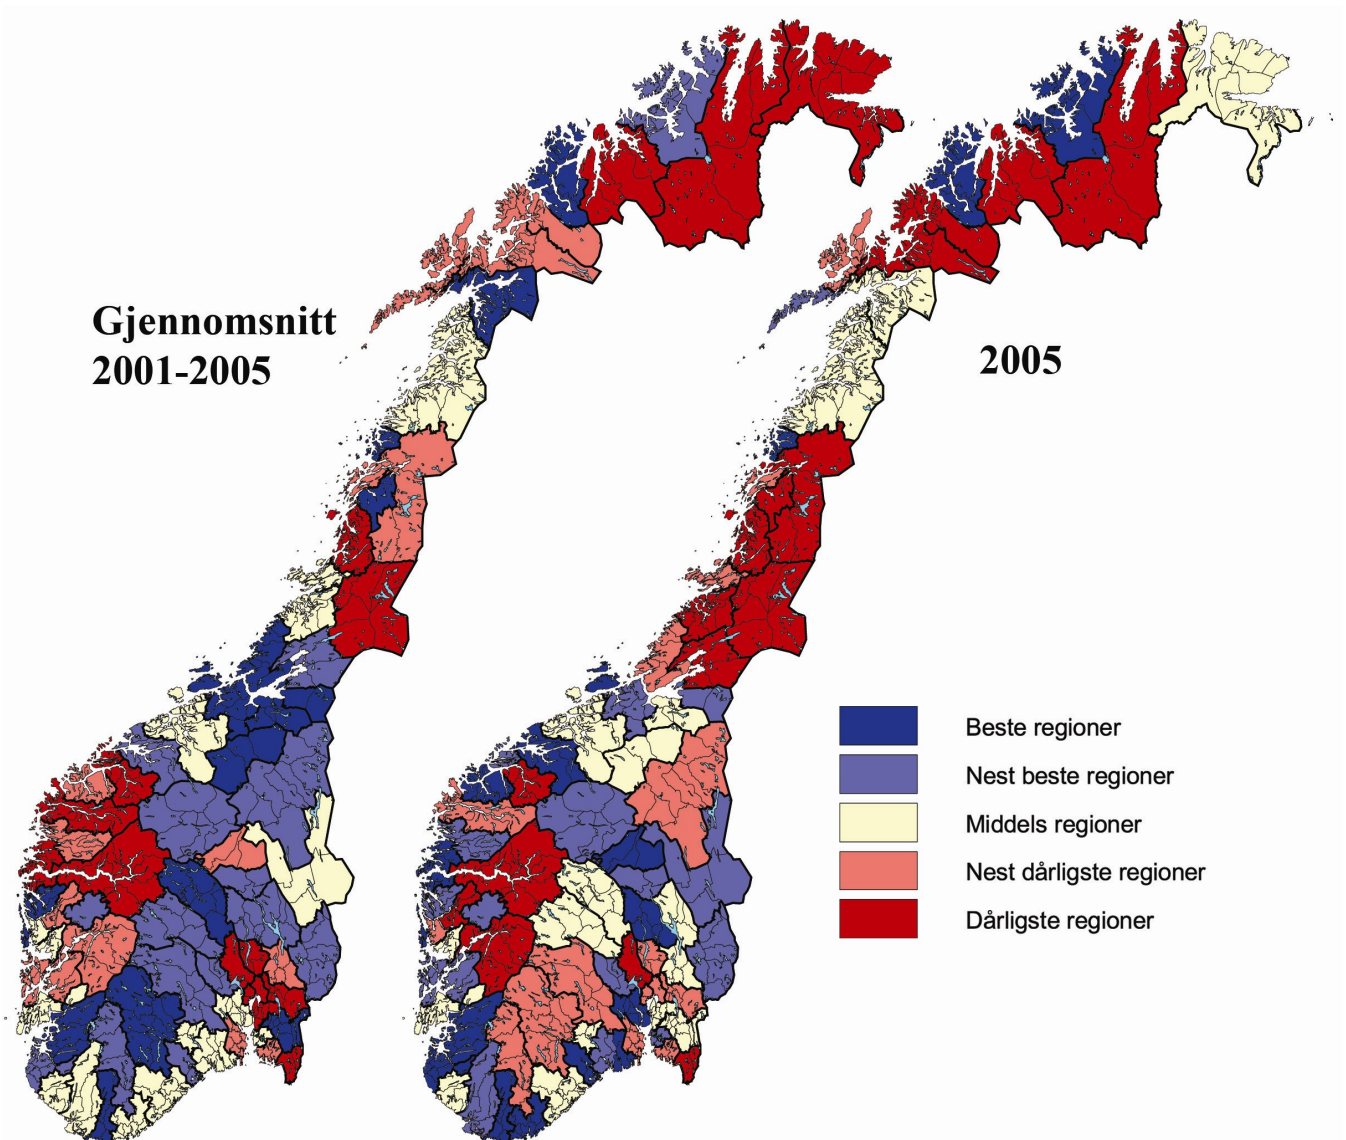 Gjennomsnitt
2001-2005
2005
Beste regioner
Nest beste regioner
Middels regioner
Nest dårligste regioner
Dårligste regioner